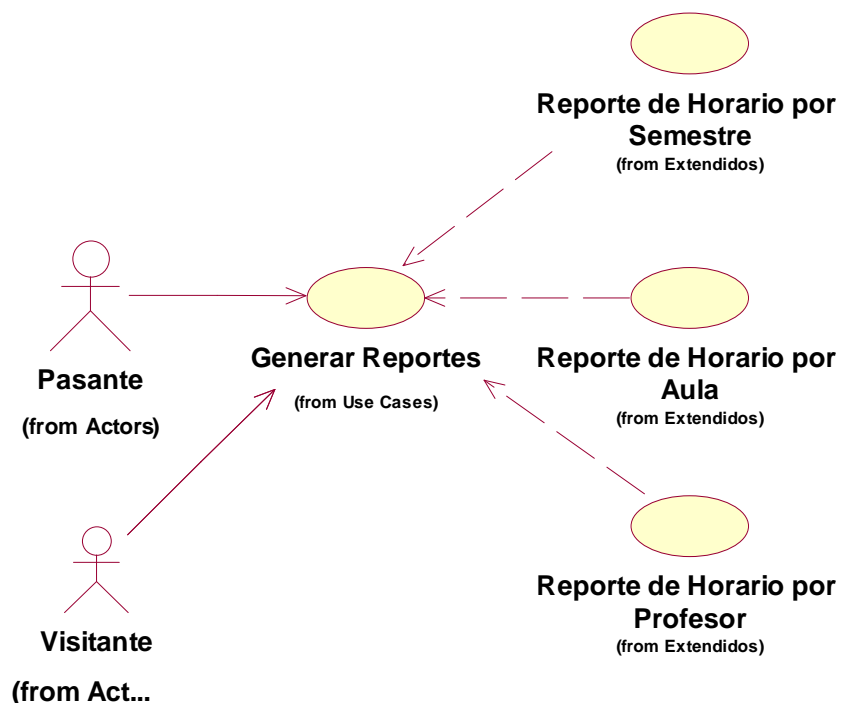 Reporte de Horario por
Semestre
(from Extendidos)
Pasante
(from Actors)
Generar Reportes
(from Use Cases)
Reporte de Horario por
Aula
(from Extendidos)
Visitante
(from Act...
Reporte de Horario por
Profesor
(from Extendidos)